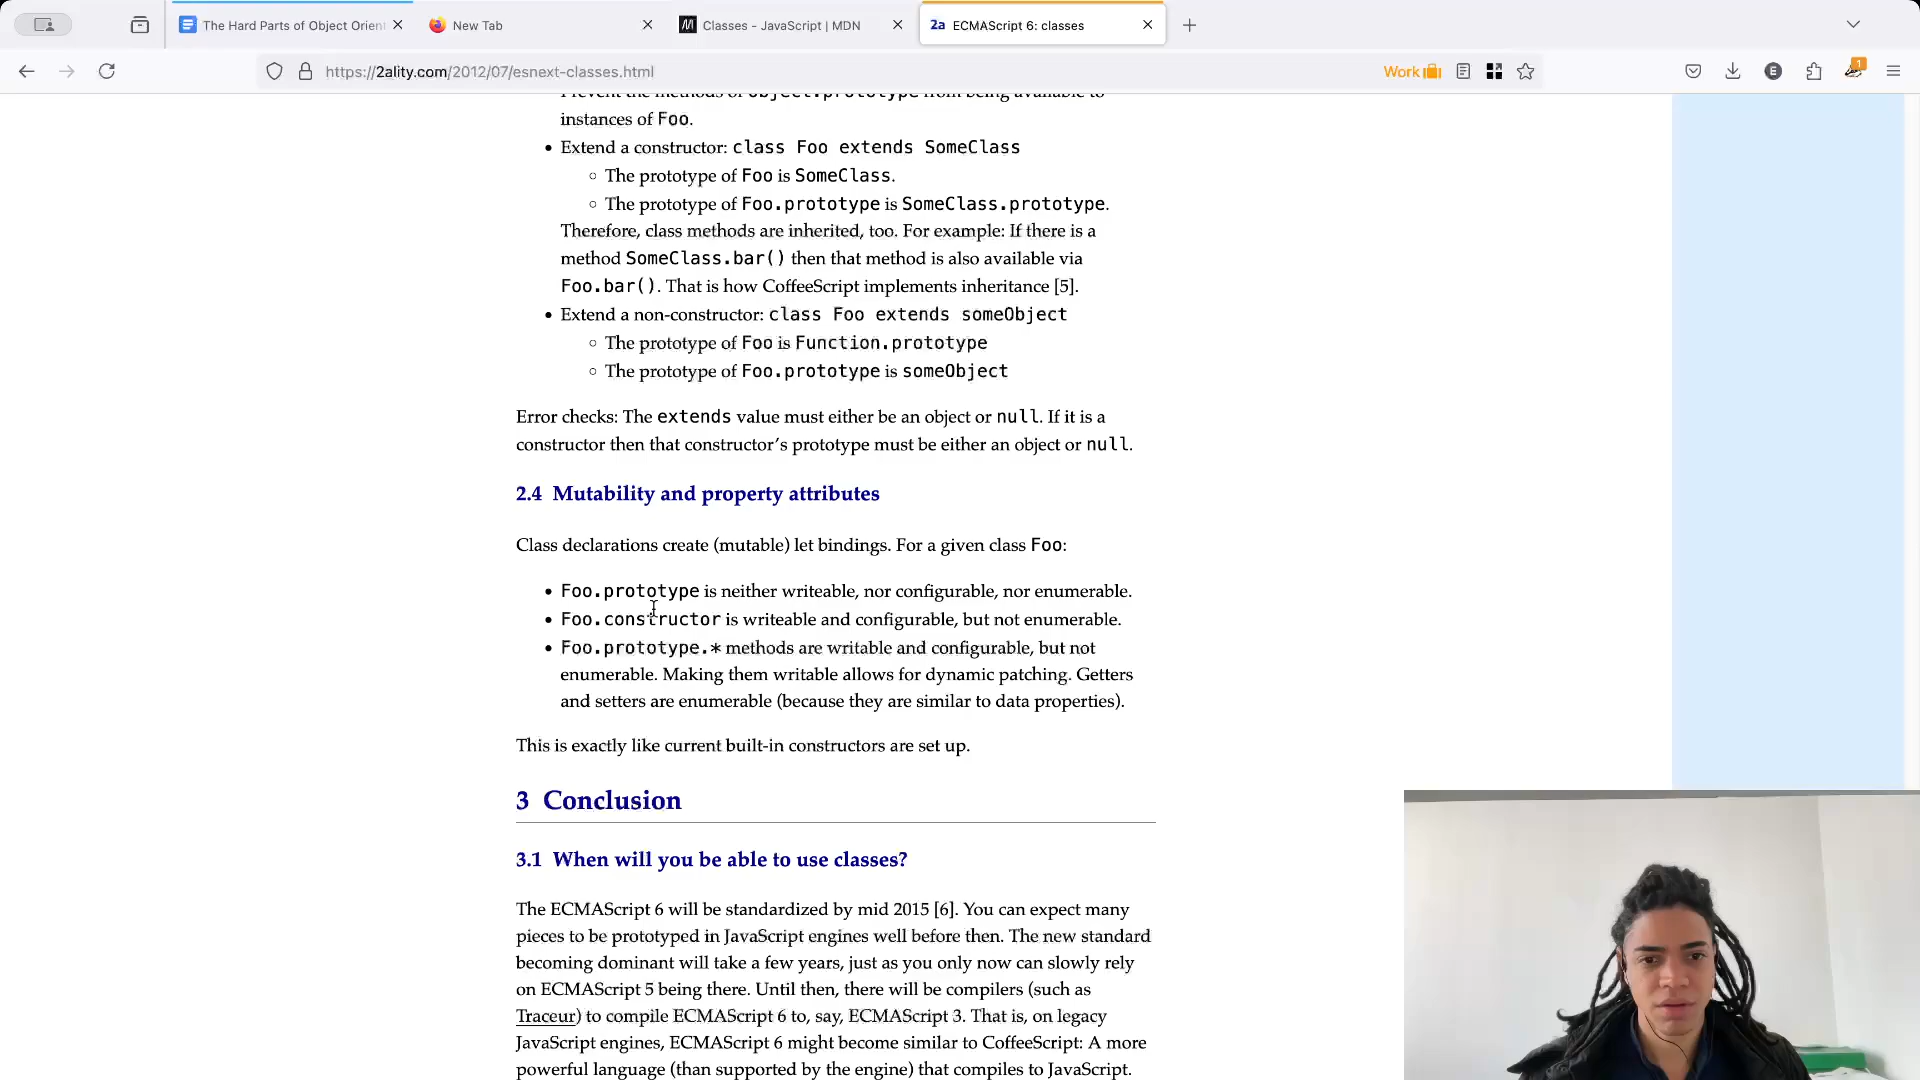 The Hard Parts of Object Orient
New Tab
Classes - JavaScript | MDN
2a ECMAScript 6: classes
https://2ality.com/2012/07/esnext-classes.html
Work
E
1
Prevent the methods of Object.prototype from being available to
instances of Foo.
• Extend a constructor: class Foo extends SomeClass
◦ The prototype of Foo is SomeClass.
◦ The prototype of Foo.prototype is SomeClass.prototype.
Therefore, class methods are inherited, too. For example: If there is a
method SomeClass.bar() then that method is also available via
Foo.bar(). That is how CoffeeScript implements inheritance [5].
• Extend a non-constructor: class Foo extends someObject
◦ The prototype of Foo is Function.prototype
◦ The prototype of Foo.prototype is someObject
Error checks: The extends value must either be an object or null. If it is a
constructor then that constructor’s prototype must be either an object or null.
2.4 Mutability and property attributes
Class declarations create (mutable) let bindings. For a given class Foo:
• Foo.prototype is neither writeable, nor configurable, nor enumerable.
• Foo.constructor is writeable and configurable, but not enumerable.
• Foo.prototype.* methods are writable and configurable, but not
enumerable. Making them writable allows for dynamic patching. Getters
and setters are enumerable (because they are similar to data properties).
This is exactly like current built-in constructors are set up.
3 Conclusion
3.1 When will you be able to use classes?
The ECMAScript 6 will be standardized by mid 2015 [6]. You can expect many
pieces to be prototyped in JavaScript engines well before then. The new standard
becoming dominant will take a few years, just as you only now can slowly rely
on ECMAScript 5 being there. Until then, there will be compilers (such as
Traceur) to compile ECMAScript 6 to, say, ECMAScript 3. That is, on legacy
JavaScript engines, ECMAScript 6 might become similar to CoffeeScript: A more
powerful language (than supported by the engine) that compiles to JavaScript.